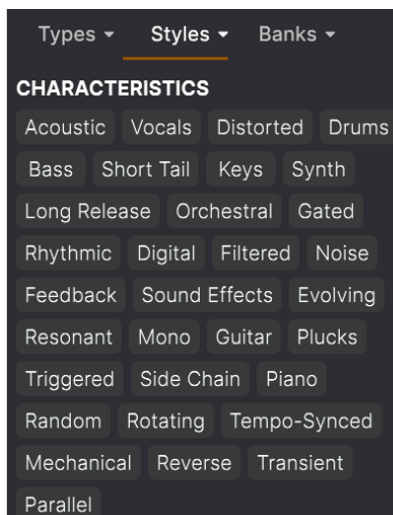 Types Styles Banks
CHARACTERISTICS
Acoustic Vocals Distorted Drums
Bass Short Tail Keys Synth
Long Release Orchestral Gated
Rhythmic Digital Filtered Noise
Feedback Sound Effects Evolving
Resonant Mono Guitar Plucks
Triggered Side Chain Piano
Random Rotating Tempo-Synced
Mechanical Reverse Transient
Parallel